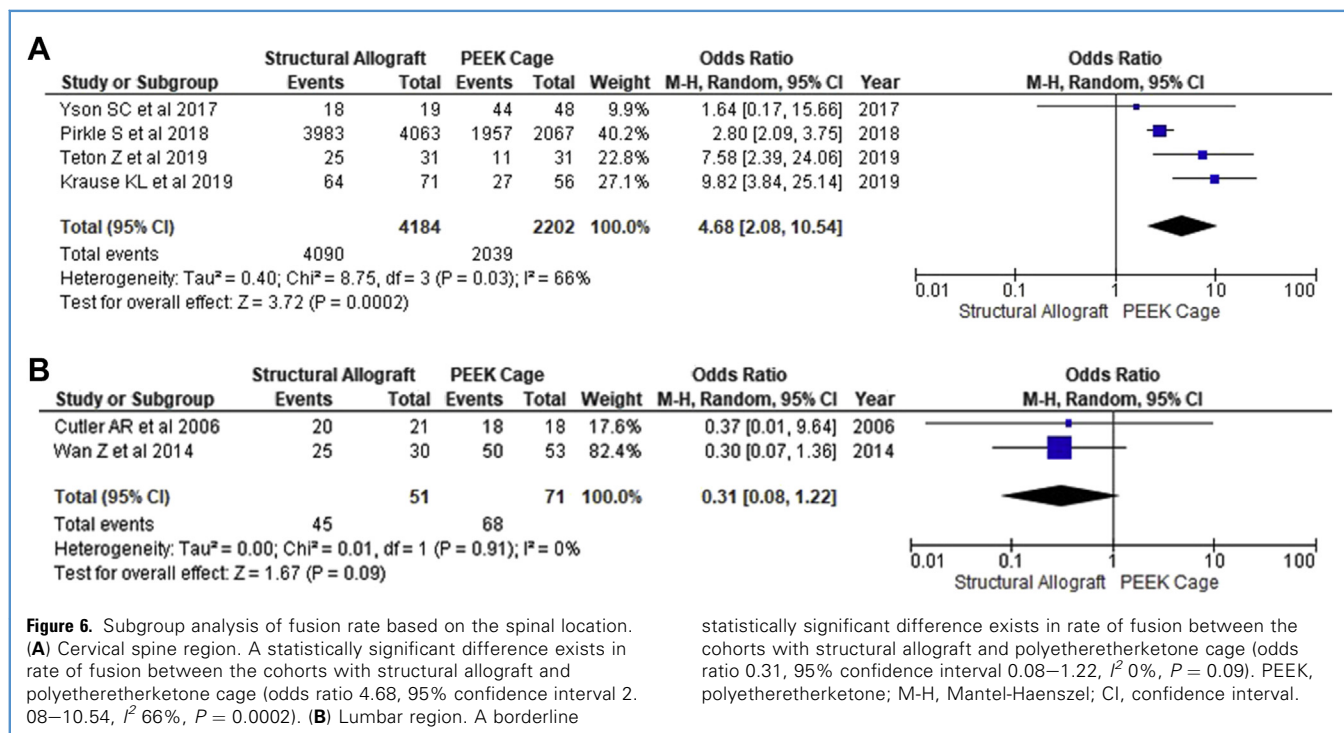 A
Structural Allograft PEEK Cage Odds Ratio Odds Ratio
Study or Subgroup Events Total Events Total Weight M-H, Random, 95% CI Year M-H, Random, 95% CI
Yson SC et al 2017 18 19 44 48 9.9% 1.64 [0.17, 15.66] 2017
Pirkle S et al 2018 3983 4063 1957 2067 40.2% 2.80 [2.09, 3.75] 2018
Teton Z et al 2019 25 31 11 31 22.8% 7.58 [2.39, 24.06] 2019
Krause KL et al 2019 64 71 27 56 27.1% 9.82 [3.84, 25.14] 2019
Total (95% CI) 4184 2202 100.0% 4.68 [2.08, 10.54]
Total events 4090 2039
Heterogeneity: Tau² = 0.40; Chi² = 8.75, df = 3 (P = 0.03); I² = 66%
Test for overall effect: Z = 3.72 (P = 0.0002)
0.01 0.1 1 10 100
Structural Allograft PEEK Cage
B
Structural Allograft PEEK Cage Odds Ratio Odds Ratio
Study or Subgroup Events Total Events Total Weight M-H, Random, 95% CI Year M-H, Random, 95% CI
Cutler AR et al 2006 20 21 18 18 17.6% 0.37 [0.01, 9.64] 2006
Wan Z et al 2014 25 30 50 53 82.4% 0.30 [0.07, 1.36] 2014
Total (95% CI) 51 71 100.0% 0.31 [0.08, 1.22]
Total events 45 68
Heterogeneity: Tau² = 0.00; Chi² = 0.01, df = 1 (P = 0.91); I² = 0%
Test for overall effect: Z = 1.67 (P = 0.09)
0.01 0.1 1 10 100
Structural Allograft PEEK Cage
Figure 6. Subgroup analysis of fusion rate based on the spinal location.
(A) Cervical spine region. A statistically significant difference exists in
rate of fusion between the cohorts with structural allograft and
polyetheretherketone cage (odds ratio 4.68, 95% confidence interval 2.
08–10.54, I² 66%, P = 0.0002). (B) Lumbar region. A borderline
statistically significant difference exists in rate of fusion between the
cohorts with structural allograft and polyetheretherketone cage (odds
ratio 0.31, 95% confidence interval 0.08–1.22, I² 0%, P = 0.09). PEEK,
polyetheretherketone; M-H, Mantel-Haenszel; CI, confidence interval.